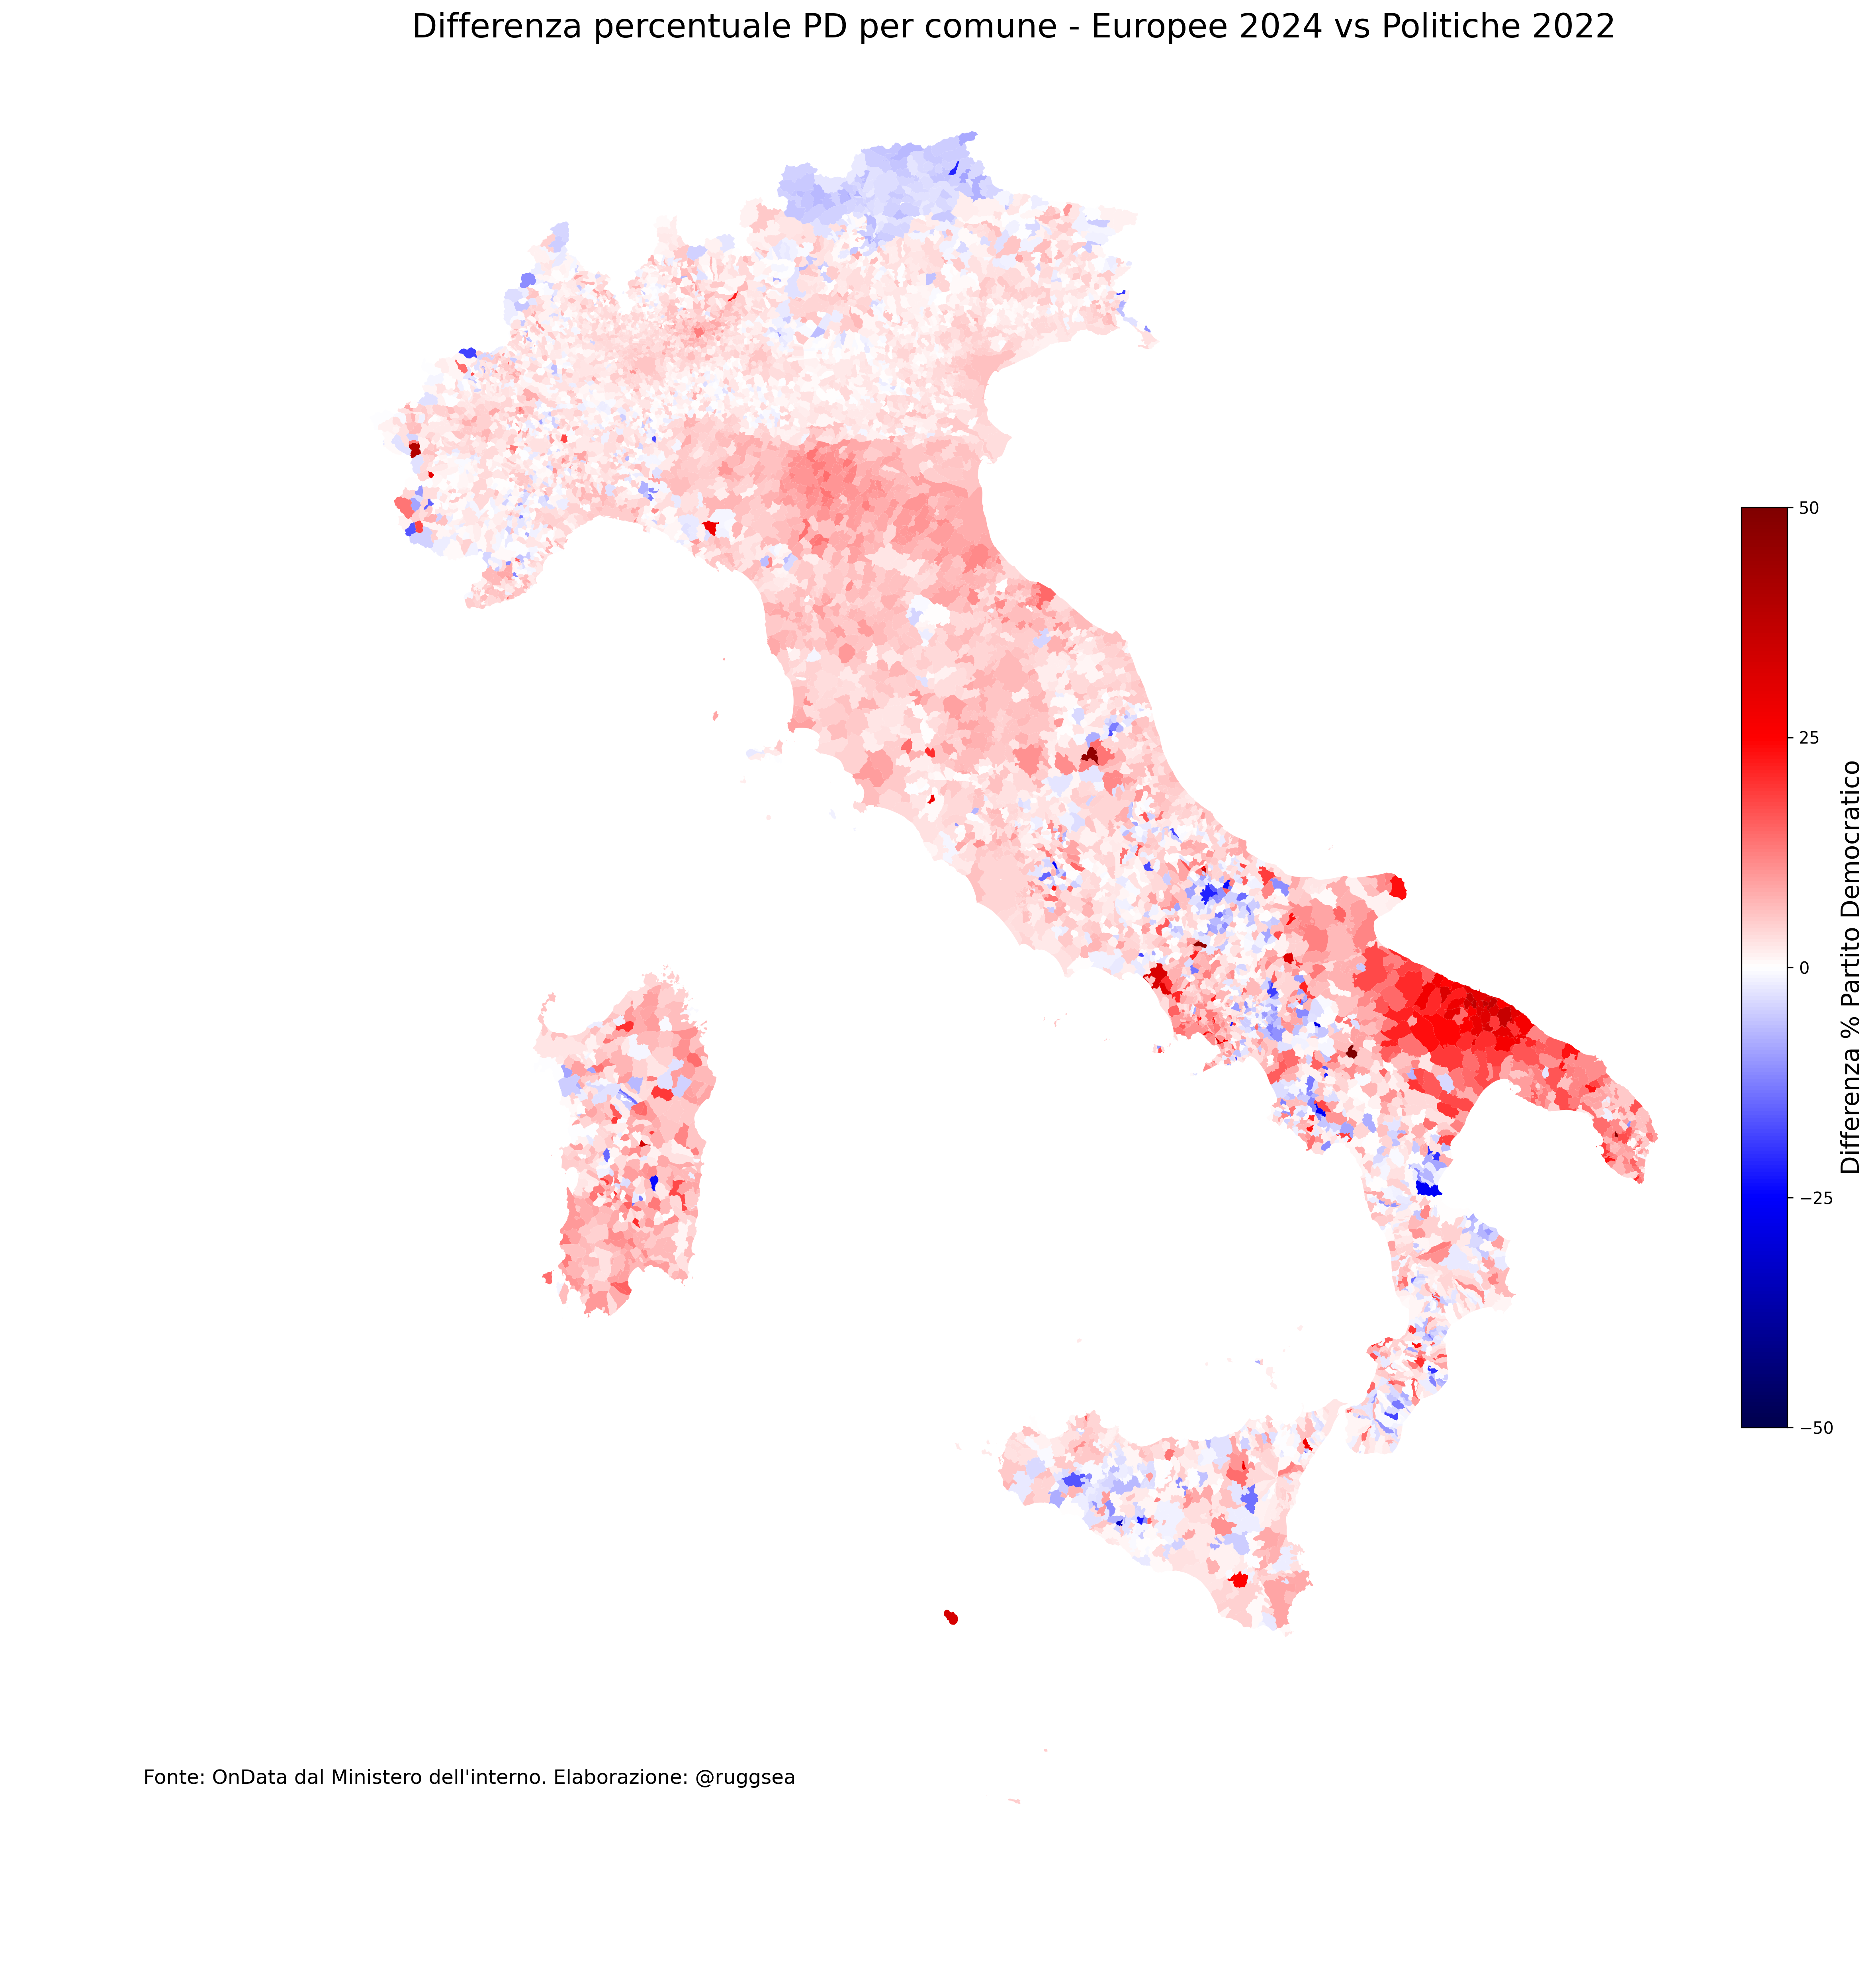 Differenza percentuale PD per comune - Europee 2024 vs Politiche 2022
50
25
0
−25
−50
Differenza % Partito Democratico
Fonte: OnData dal Ministero dell'interno. Elaborazione: @ruggsea